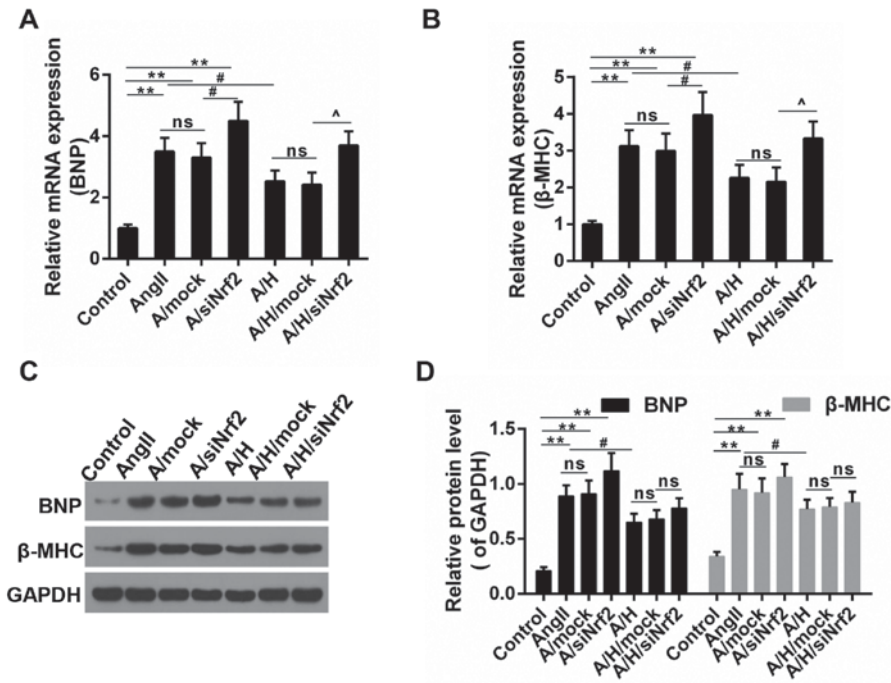 A
Relative mRNA expression
(BNP)
6
4
2
0
**
**
#
**
#
ns
ns
^
Control
AngII
A/mock
A/siNrf2
A/H
A/H/mock
A/H/siNrf2
B
Relative mRNA expression
(β-MHC)
5
4
3
2
1
0
**
**
#
**
#
ns
ns
^
Control
AngII
A/mock
A/siNrf2
A/H
A/H/mock
A/H/siNrf2
C
Control
AngII
A/mock
A/siNrf2
A/H
A/H/mock
A/H/siNrf2
BNP
β-MHC
GAPDH
D
BNP
β-MHC
Relative protein level
( of GAPDH)
1.5
1.0
0.5
0.0
**
**
**
#
ns
ns
ns
**
**
**
#
ns
ns
ns
Control
AngII
A/mock
A/siNrf2
A/H
A/H/mock
A/H/siNrf2
Control
AngII
A/mock
A/siNrf2
A/H
A/H/mock
A/H/siNrf2